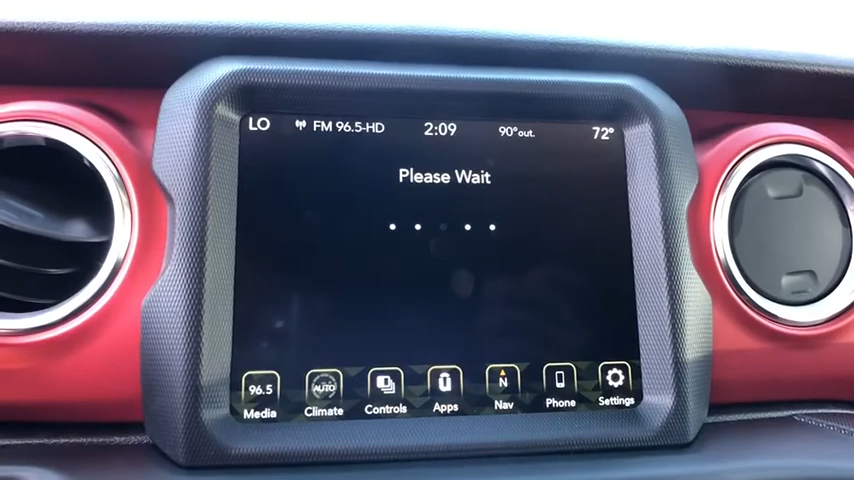 LO FM 96.5-HD 2:09 90°out. 72°
Please Wait
96.5 AUTO N
Media Climate Controls Apps Nav Phone Settings